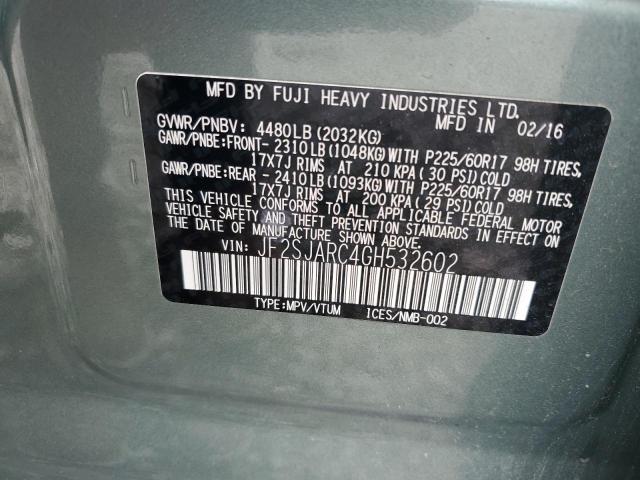 MFD BY FUJI HEAVY INDUSTRIES LTD.
GVWR/PNBV: 4480LB(2032KG) MFD IN 02/16
GAWR/PNBE:FRONT- 2310LB(1048KG)WITH P225/60R17 98H TIRES,
17X7J RIMS AT 210 KPA(30 PSI)COLD
GAWR/PNBE:REAR - 2410LB(1093KG)WITH P225/60R17 98H TIRES,
17X7J RIMS AT 200 KPA(29 PSI)COLD
THIS VEHICLE CONFORMS TO ALL APPLICABLE FEDERAL MOTOR
VEHICLE SAFETY AND THEFT PREVENTION STANDARDS IN EFFECT ON
THE DATE OF MANUFACTURE SHOWN ABOVE.
VIN: JF2SJARC4GH532602
TYPE:MPV/VTUM ICES/NMB-002